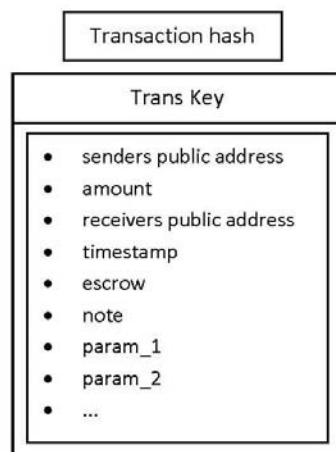 Transaction hash
Trans Key
• senders public address
• amount
• receivers public address
• timestamp
• escrow
• note
• param_1
• param_2
• ...